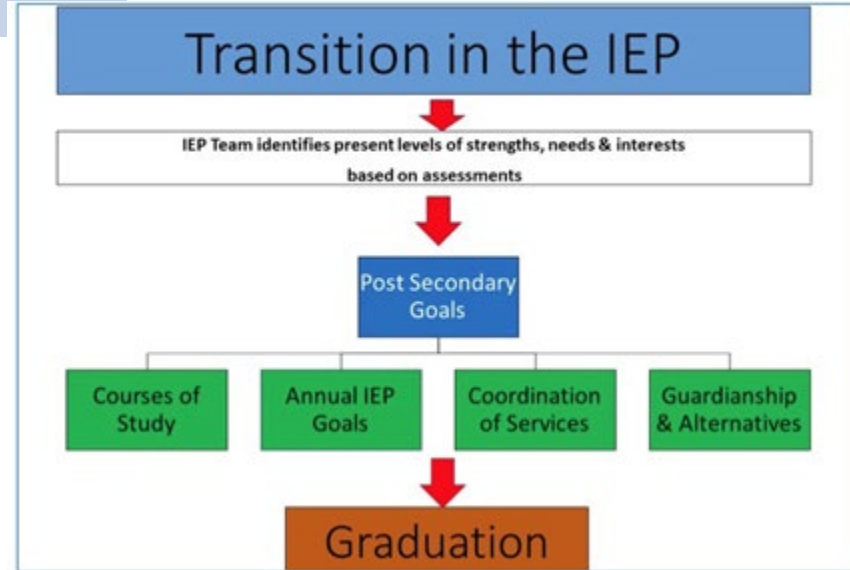 Transition in the IEP
IEP Team identifies present levels of strengths, needs & interests
based on assessments
Post Secondary
Goals
Courses of
Study
Annual IEP
Goals
Coordination
of Services
Guardianship
& Alternatives
Graduation